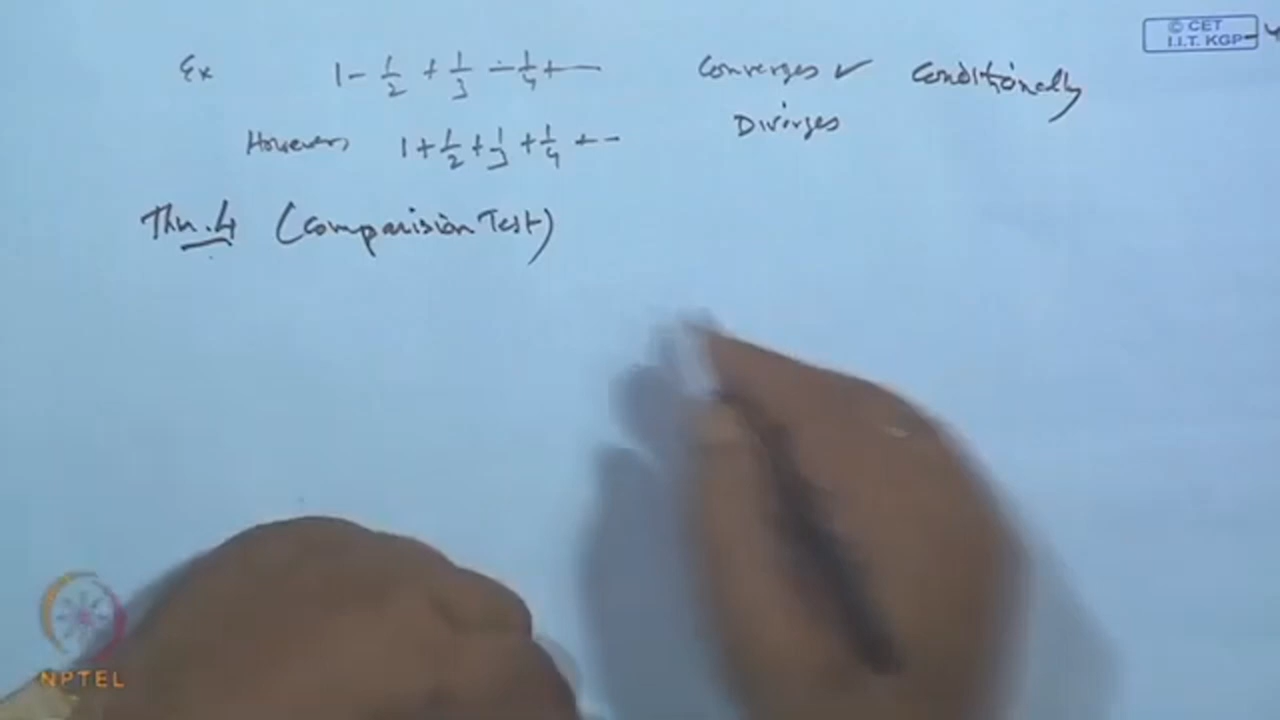 © CET
I.I.T. KGP
Ex 1 - 1/2 + 1/3 - 1/4 + — Converges ✓ Conditionally
However 1 + 1/2 + 1/3 + 1/4 + -- Diverges
Thm.4 (Comparision Test)
NPTEL